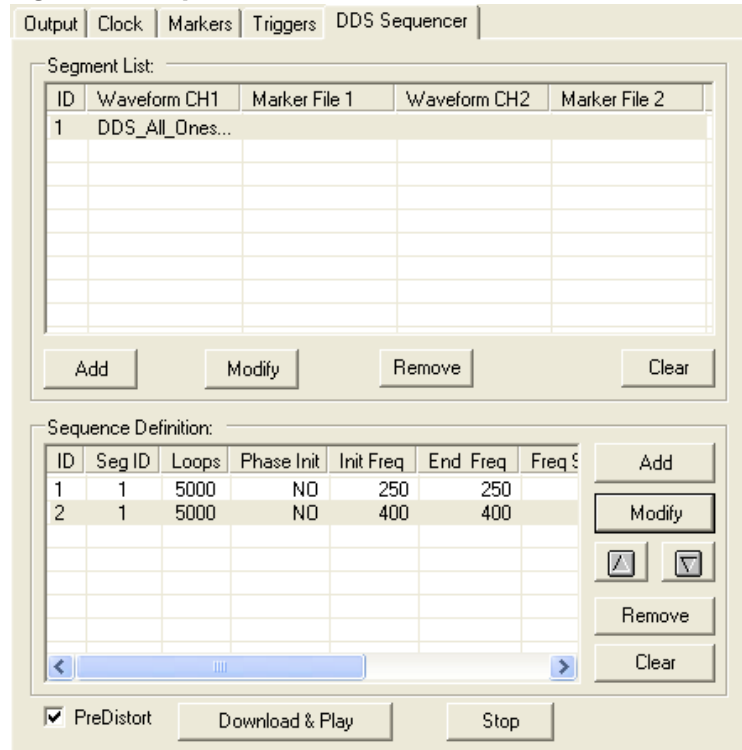 Output Clock Markers Triggers DDS Sequencer
Segment List:
ID Waveform CH1 Marker File 1 Waveform CH2 Marker File 2
1 DDS_All_Ones...
Add Modify Remove Clear
Sequence Definition:
ID Seg ID Loops Phase Init Init Freq End Freq Freq S
1 1 5000 NO 250 250
2 1 5000 NO 400 400
Add
Modify
Remove
Clear
PreDistort Download & Play Stop